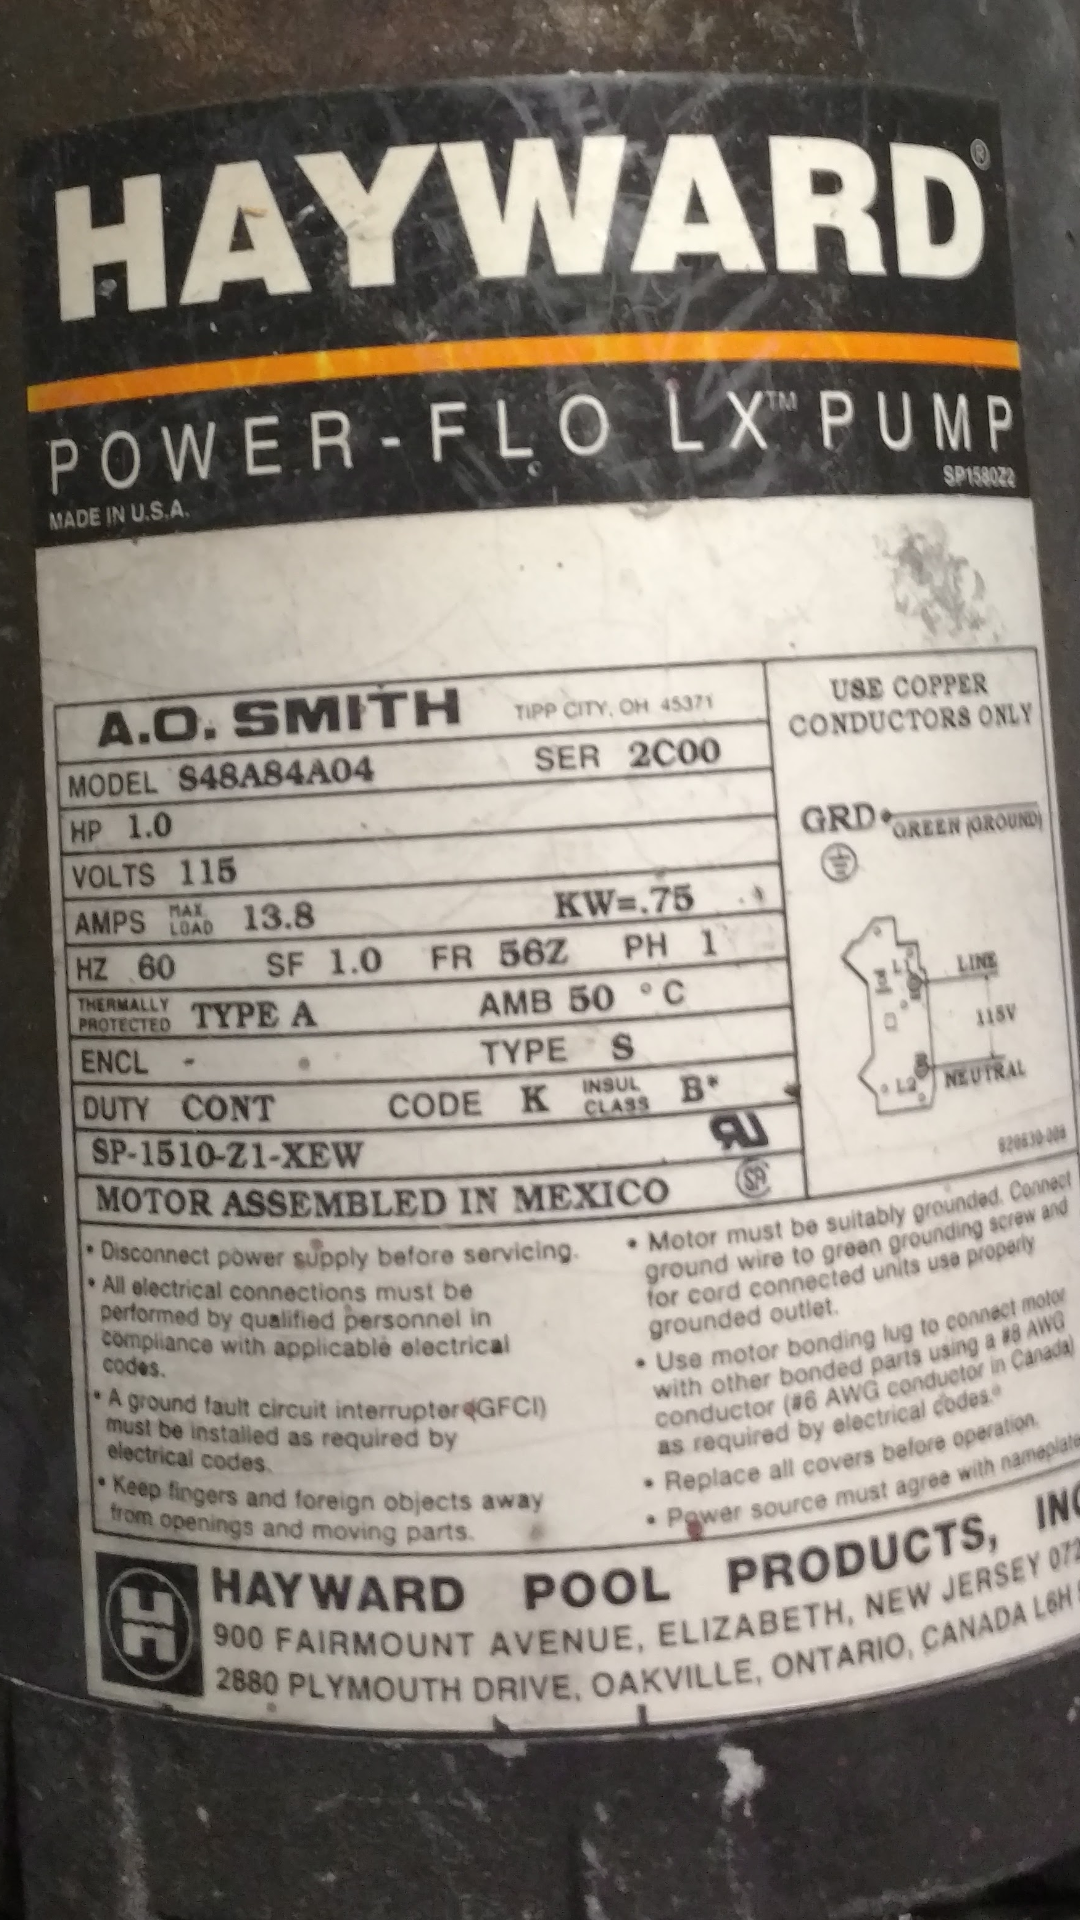 HAYWARD®
POWER-FLO LX™ PUMP
SP1580Z2
MADE IN U.S.A.
A.O. SMITH TIPP CITY, OH 45371
MODEL S48A84A04 SER 2C00
HP 1.0
VOLTS 115
AMPS MAX. LOAD 13.8 KW=.75
HZ 60 SF 1.0 FR 56Z PH 1
THERMALLY PROTECTED TYPE A AMB 50 °C
ENCL - TYPE S
DUTY CONT CODE K INSUL CLASS B*
SP-1510-Z1-XEW
MOTOR ASSEMBLED IN MEXICO
USE COPPER
CONDUCTORS ONLY
GRD GREEN (GROUND)
L1 LINE
115V
L2 NEUTRAL
• Disconnect power supply before servicing.
• All electrical connections must be
performed by qualified personnel in
compliance with applicable electrical
codes.
• A ground fault circuit interrupter (GFCI)
must be installed as required by
electrical codes.
• Keep fingers and foreign objects away
from openings and moving parts.
• Motor must be suitably grounded. Connect
ground wire to green grounding screw and
for cord connected units use properly
grounded outlet.
• Use motor bonding lug to connect motor
with other bonded parts using a #8 AWG
conductor (#6 AWG conductor in Canada)
as required by electrical codes.
• Replace all covers before operation.
• Power source must agree with nameplate
HAYWARD POOL PRODUCTS, INC
900 FAIRMOUNT AVENUE, ELIZABETH, NEW JERSEY 072
2880 PLYMOUTH DRIVE, OAKVILLE, ONTARIO, CANADA L6H